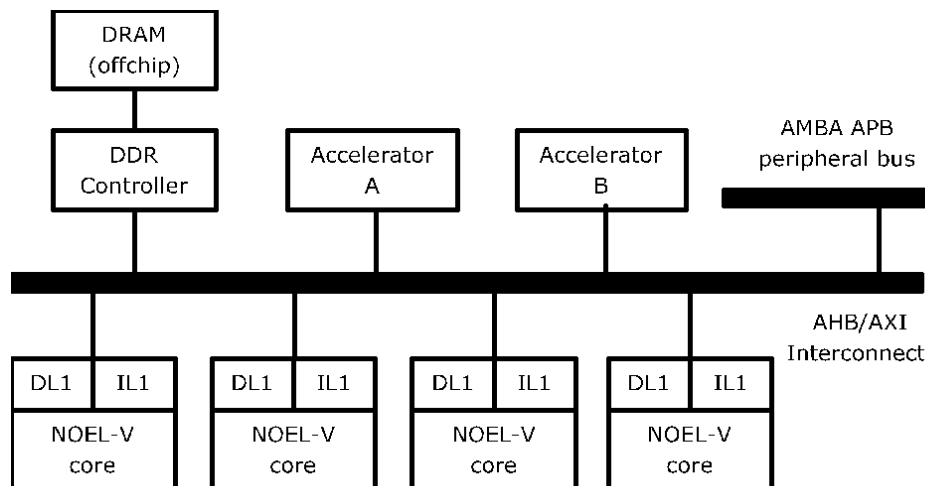 DRAM
(offchip)
DDR
Controller
Accelerator
A
Accelerator
B
AMBA APB
peripheral bus
AHB/AXI
Interconnect
DL1
IL1
NOEL-V
core
DL1
IL1
NOEL-V
core
DL1
IL1
NOEL-V
core
DL1
IL1
NOEL-V
core